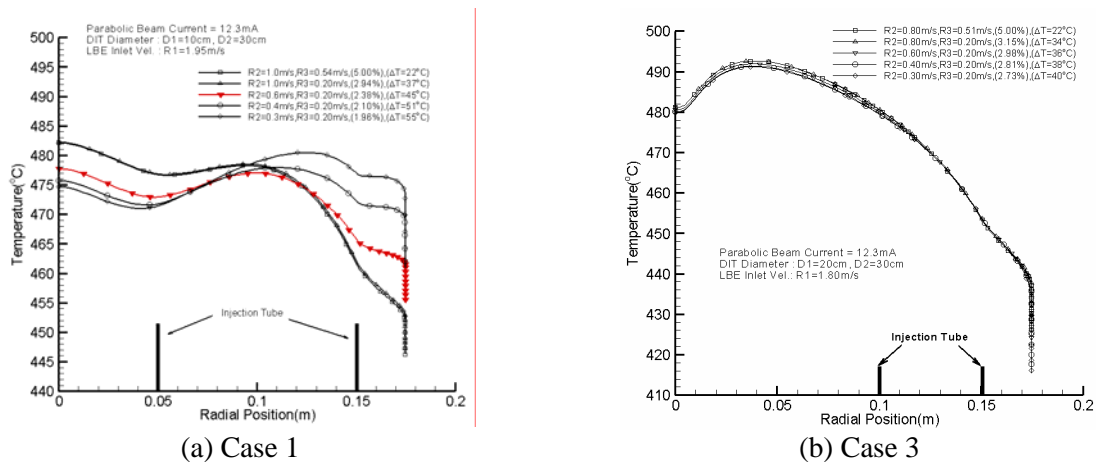 Parabolic Beam Current = 12.3mA
DIT Diameter : D1=10cm, D2=30cm
LBE Inlet Vel. : R1=1.95m/s
R2=1.0m/s,R3=0.54m/s,(5.00%),(ΔT=22°C)
R2=1.0m/s,R3=0.20m/s,(2.94%),(ΔT=37°C)
R2=0.6m/s,R3=0.20m/s,(2.38%),(ΔT=45°C)
R2=0.4m/s,R3=0.20m/s,(2.10%),(ΔT=51°C)
R2=0.3m/s,R3=0.20m/s,(1.96%),(ΔT=55°C)
500
495
490
485
480
475
470
465
460
455
450
445
440
Temperature(°C)
Injection Tube
0
0.05
0.1
0.15
0.2
Radial Position(m)
(a) Case 1
R2=0.80m/s,R3=0.51m/s,(5.00%),(ΔT=22°C)
R2=0.80m/s,R3=0.20m/s,(3.15%),(ΔT=34°C)
R2=0.60m/s,R3=0.20m/s,(2.98%),(ΔT=36°C)
R2=0.40m/s,R3=0.20m/s,(2.81%),(ΔT=38°C)
R2=0.30m/s,R3=0.20m/s,(2.73%),(ΔT=40°C)
500
490
480
470
460
450
440
430
420
410
Temperature(°C)
Parabolic Beam Current = 12.3mA
DIT Diameter : D1=20cm, D2=30cm
LBE Inlet Vel.: R1=1.80m/s
Injection Tube
0
0.05
0.1
0.15
0.2
Radial Position(m)
(b) Case 3